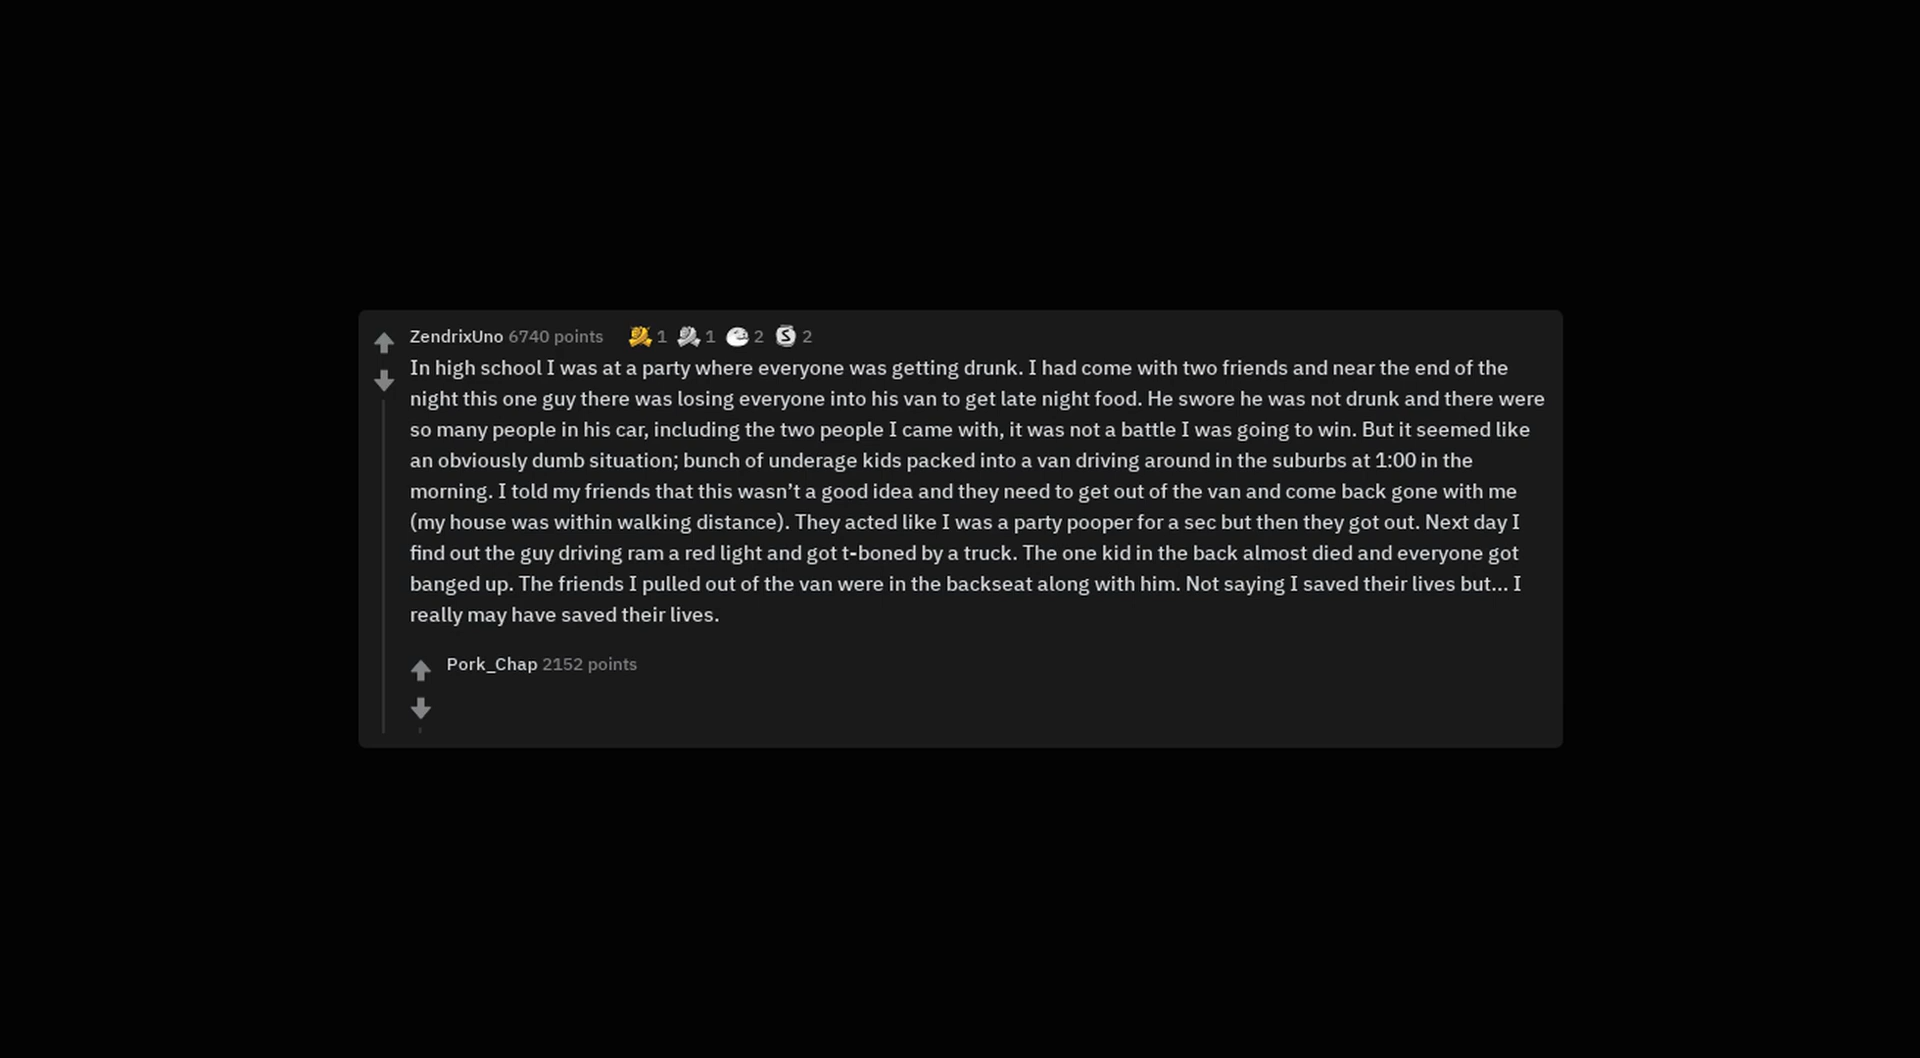 ZendrixUno 6740 points 1 1 2 S 2
In high school I was at a party where everyone was getting drunk. I had come with two friends and near the end of the
night this one guy there was losing everyone into his van to get late night food. He swore he was not drunk and there were
so many people in his car, including the two people I came with, it was not a battle I was going to win. But it seemed like
an obviously dumb situation; bunch of underage kids packed into a van driving around in the suburbs at 1:00 in the
morning. I told my friends that this wasn’t a good idea and they need to get out of the van and come back gone with me
(my house was within walking distance). They acted like I was a party pooper for a sec but then they got out. Next day I
find out the guy driving ram a red light and got t-boned by a truck. The one kid in the back almost died and everyone got
banged up. The friends I pulled out of the van were in the backseat along with him. Not saying I saved their lives but... I
really may have saved their lives.
Pork_Chap 2152 points